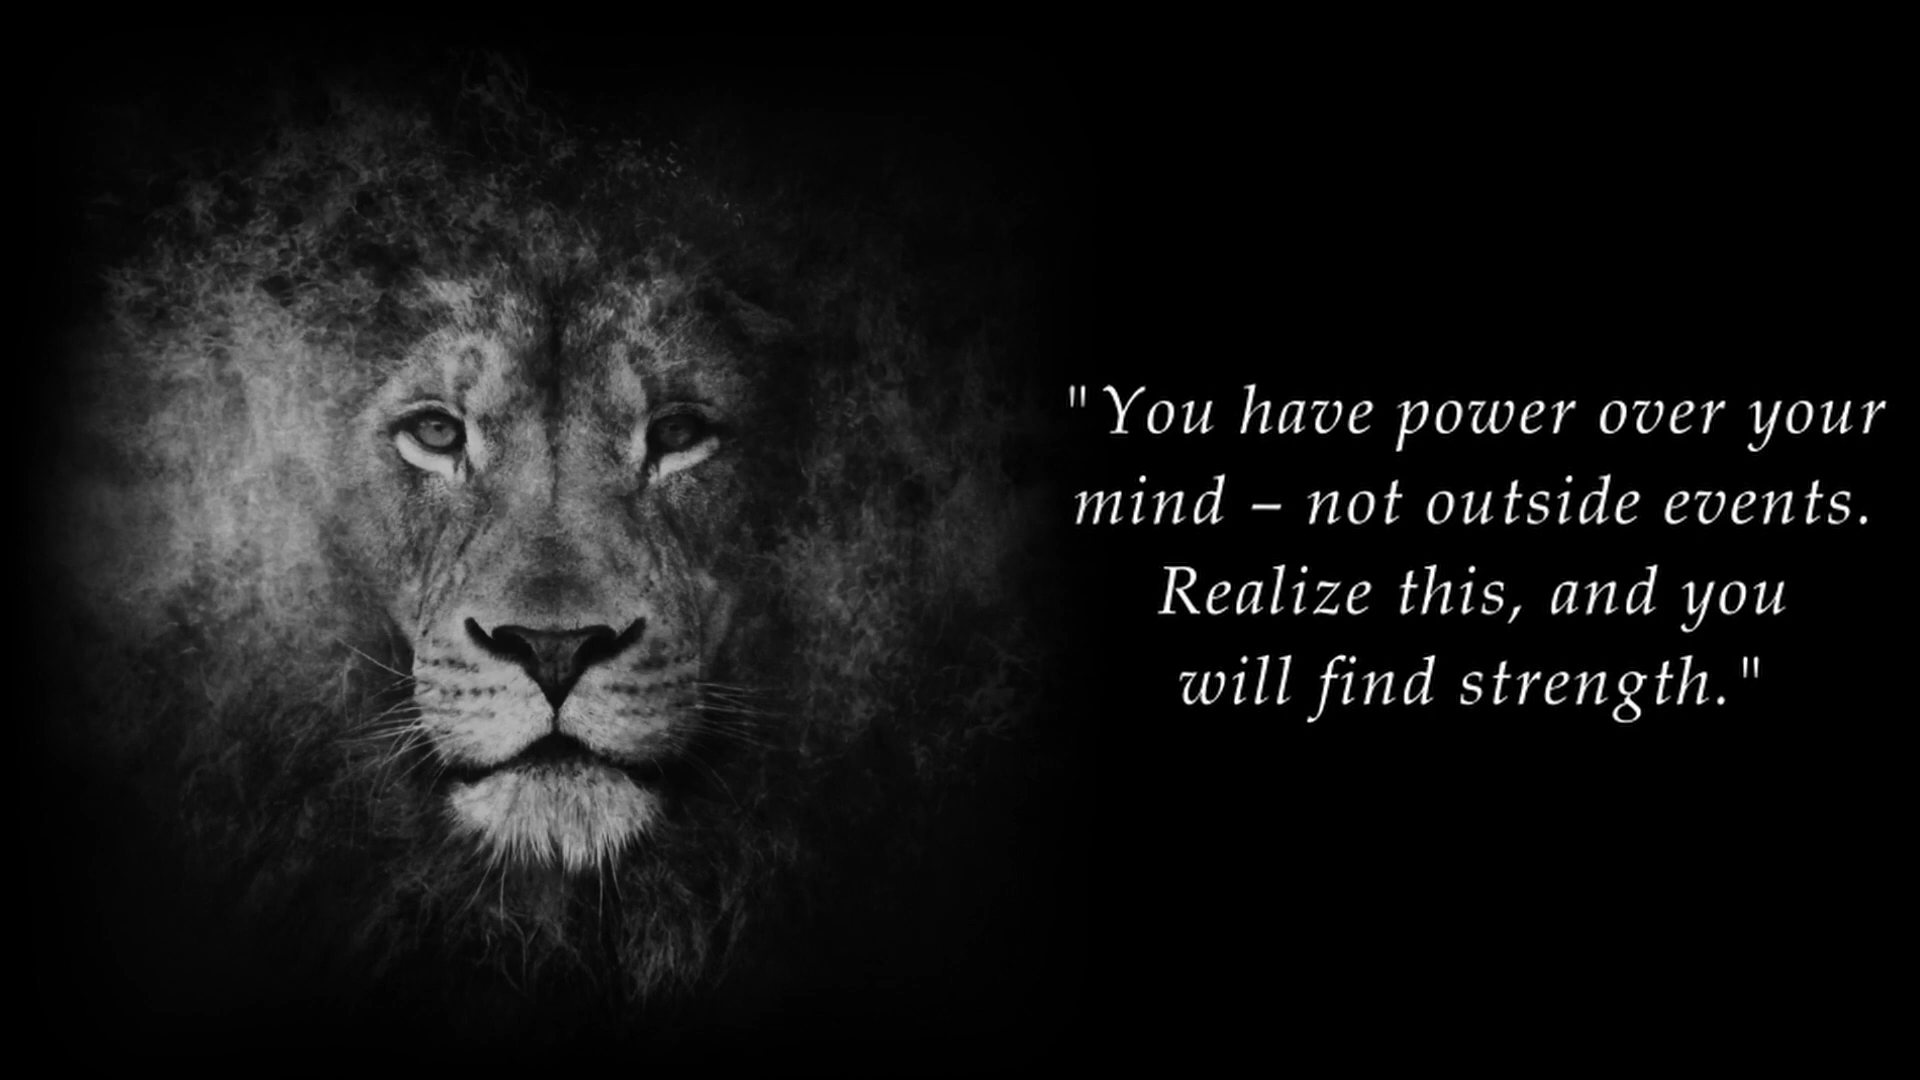 "You have power over your
mind – not outside events.
Realize this, and you
will find strength."